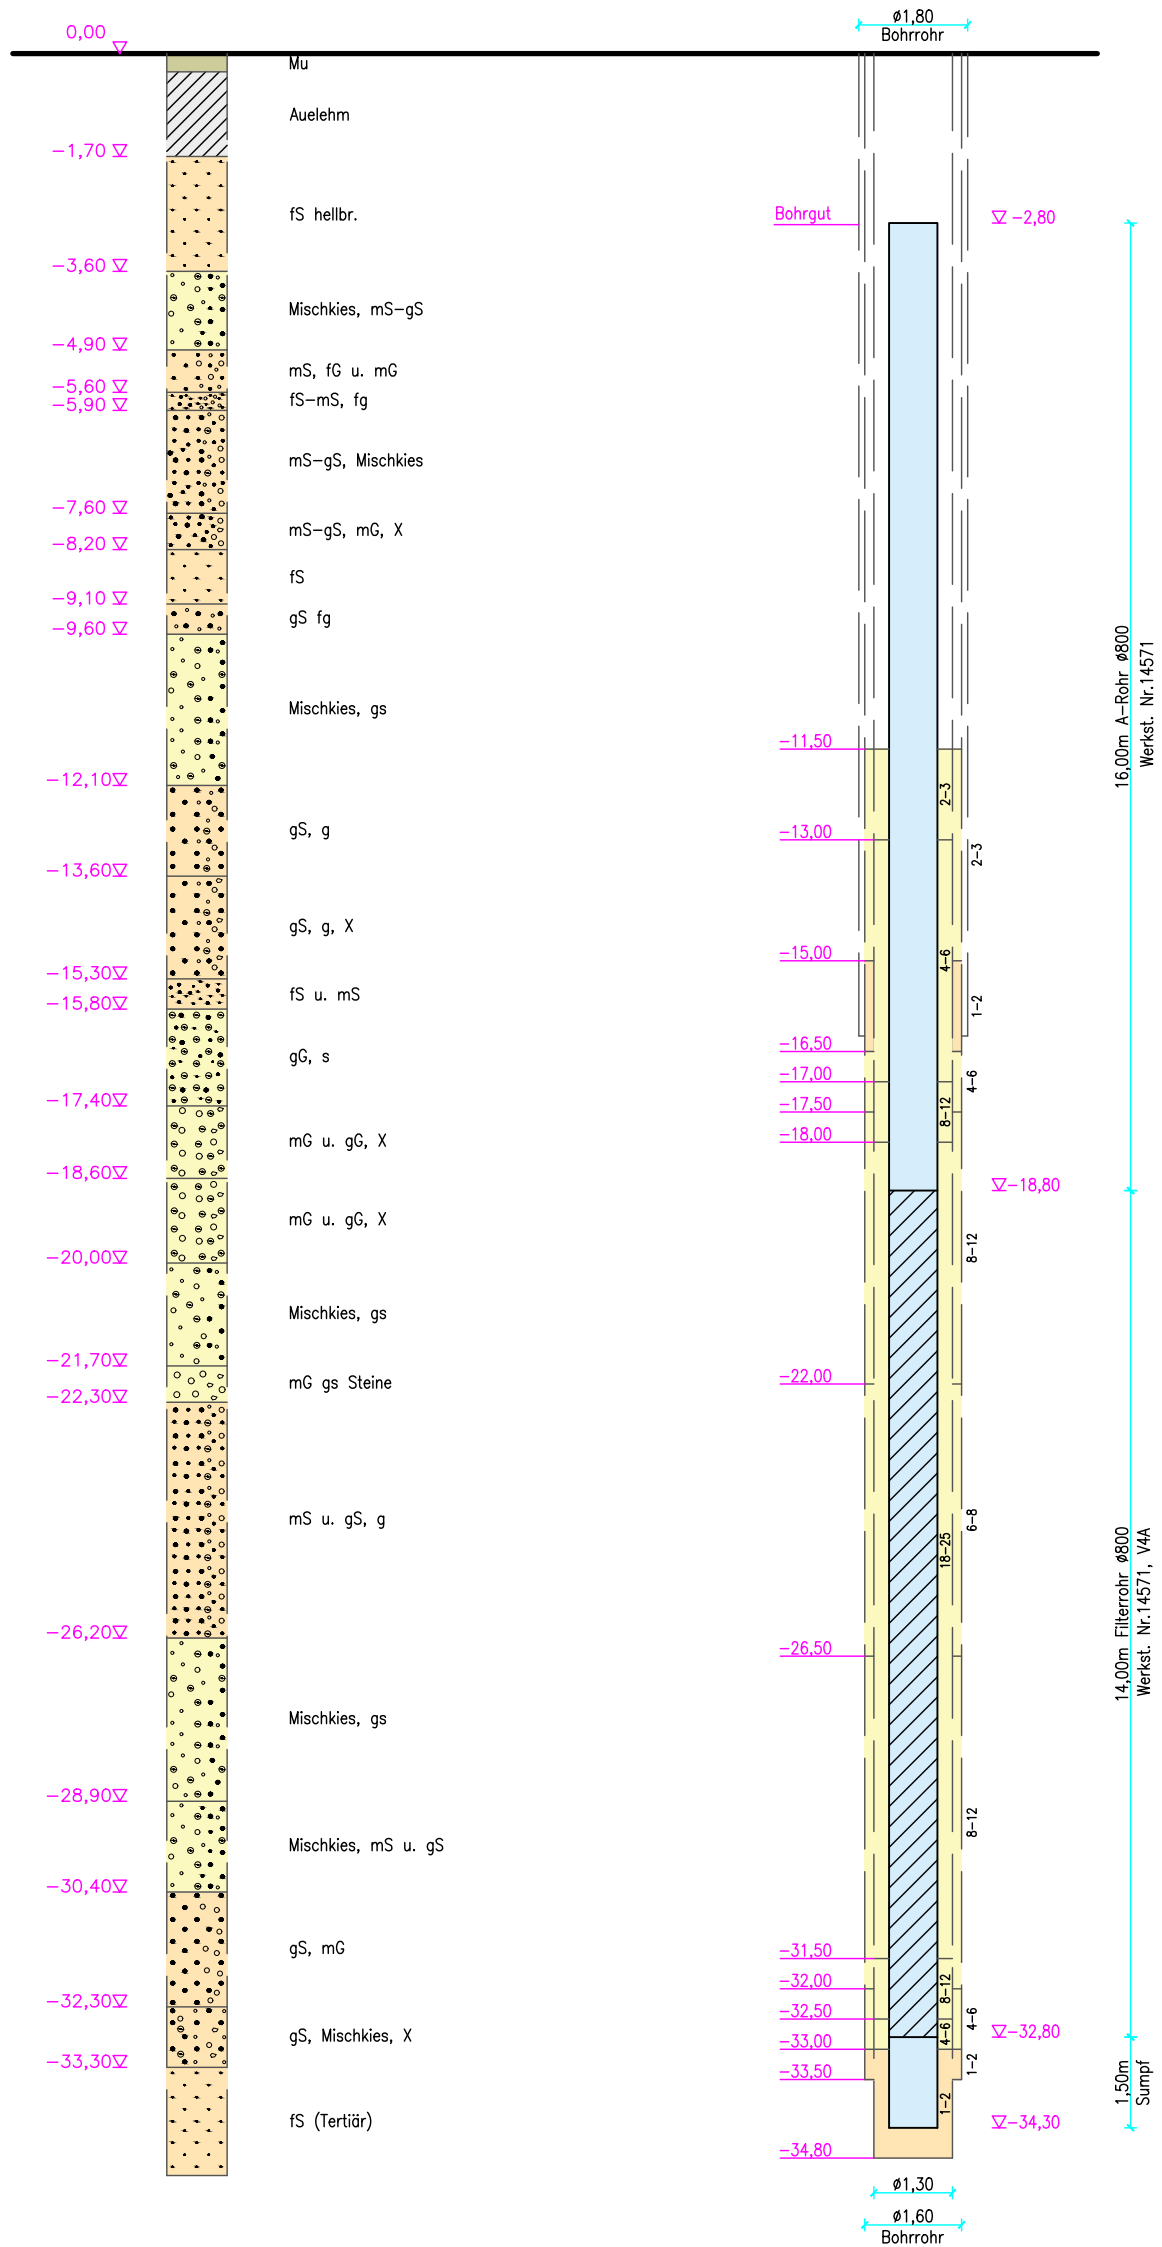 0,00
Mu
Auelehm
-1,70
fS hellbr.
-3,60
Mischkies, mS-gS
-4,90
mS, fG u. mG
-5,60
fS-mS, fg
-5,90
mS-gS, Mischkies
-7,60
mS-gS, mG, X
-8,20
fS
-9,10
gS fg
-9,60
Mischkies, gs
-12,10
gS, g
-13,60
gS, g, X
-15,30
fS u. mS
-15,80
gG, s
-17,40
mG u. gG, X
-18,60
mG u. gG, X
-20,00
Mischkies, gs
-21,70
mG gs Steine
-22,30
mS u. gS, g
-26,20
Mischkies, gs
-28,90
Mischkies, mS u. gS
-30,40
gS, mG
-32,30
gS, Mischkies, X
-33,30
fS (Tertiär)
ø1,80
Bohrrohr
Bohrgut
-2,80
-11,50
2-3
-13,00
2-3
-15,00
4-6
1-2
-16,50
-17,00
4-6
-17,50
8-12
-18,00
-18,80
8-12
-22,00
6-8
18-25
-26,50
8-12
-31,50
-32,00
8-12
-32,50
4-6
4-6
-32,80
-33,00
1-2
-33,50
1-2
-34,30
-34,80
ø1,30
ø1,60
Bohrrohr
16,00m A-Rohr ø800
Werkst. Nr.14571
14,00m Filterrohr ø800
Werkst. Nr.14571, V4A
1,50m
Sumpf